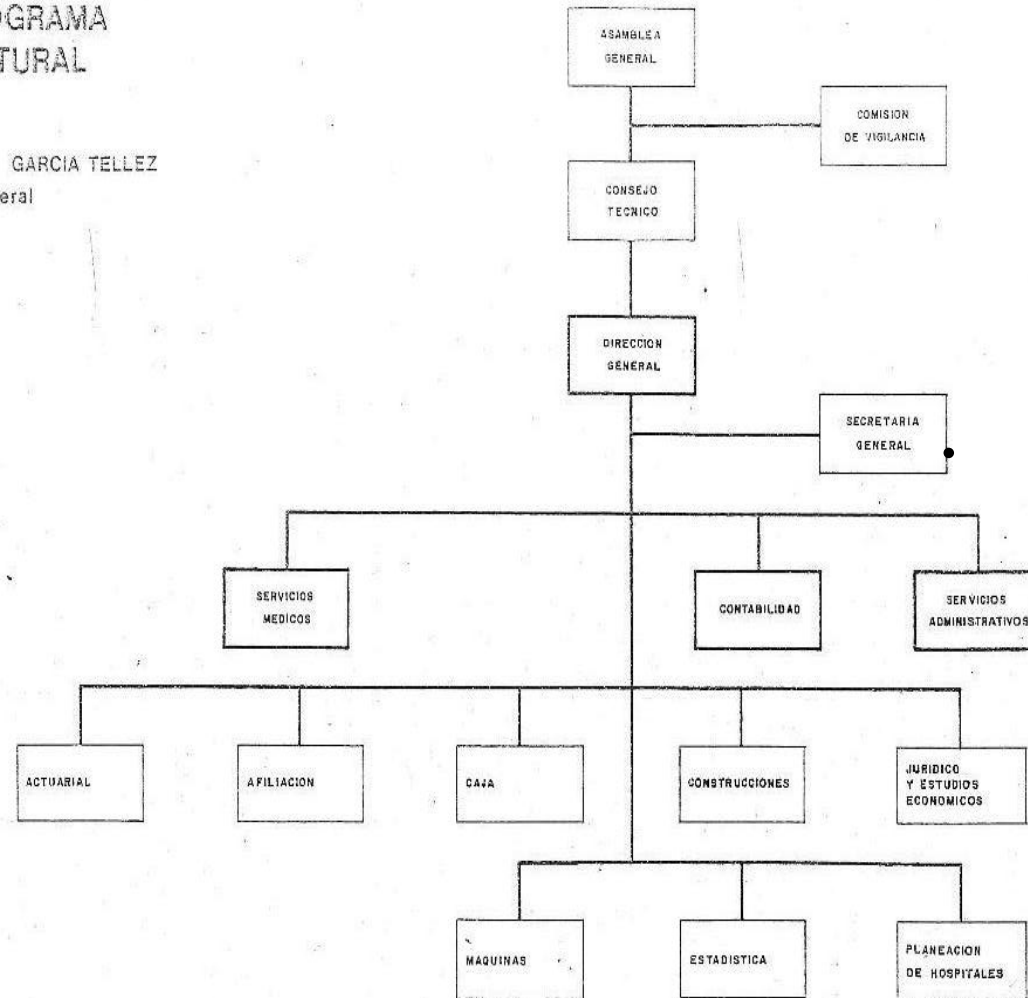 OGRAMA
TURAL
GARCIA TELLEZ
eral
ASAMBLEA
GENERAL
COMISION
DE VIGILANCIA
CONSEJO
TECNICO
DIRECCION
GENERAL
SECRETARIA
GENERAL
SERVICIOS
MEDICOS
CONTABILIDAD
SERVICIOS
ADMINISTRATIVOS
ACTUARIAL
AFILIACION
CAJA
CONSTRUCCIONES
JURIDICO
Y ESTUDIOS
ECONOMICOS
MAQUINAS
ESTADISTICA
PLANEACION
DE HOSPITALES